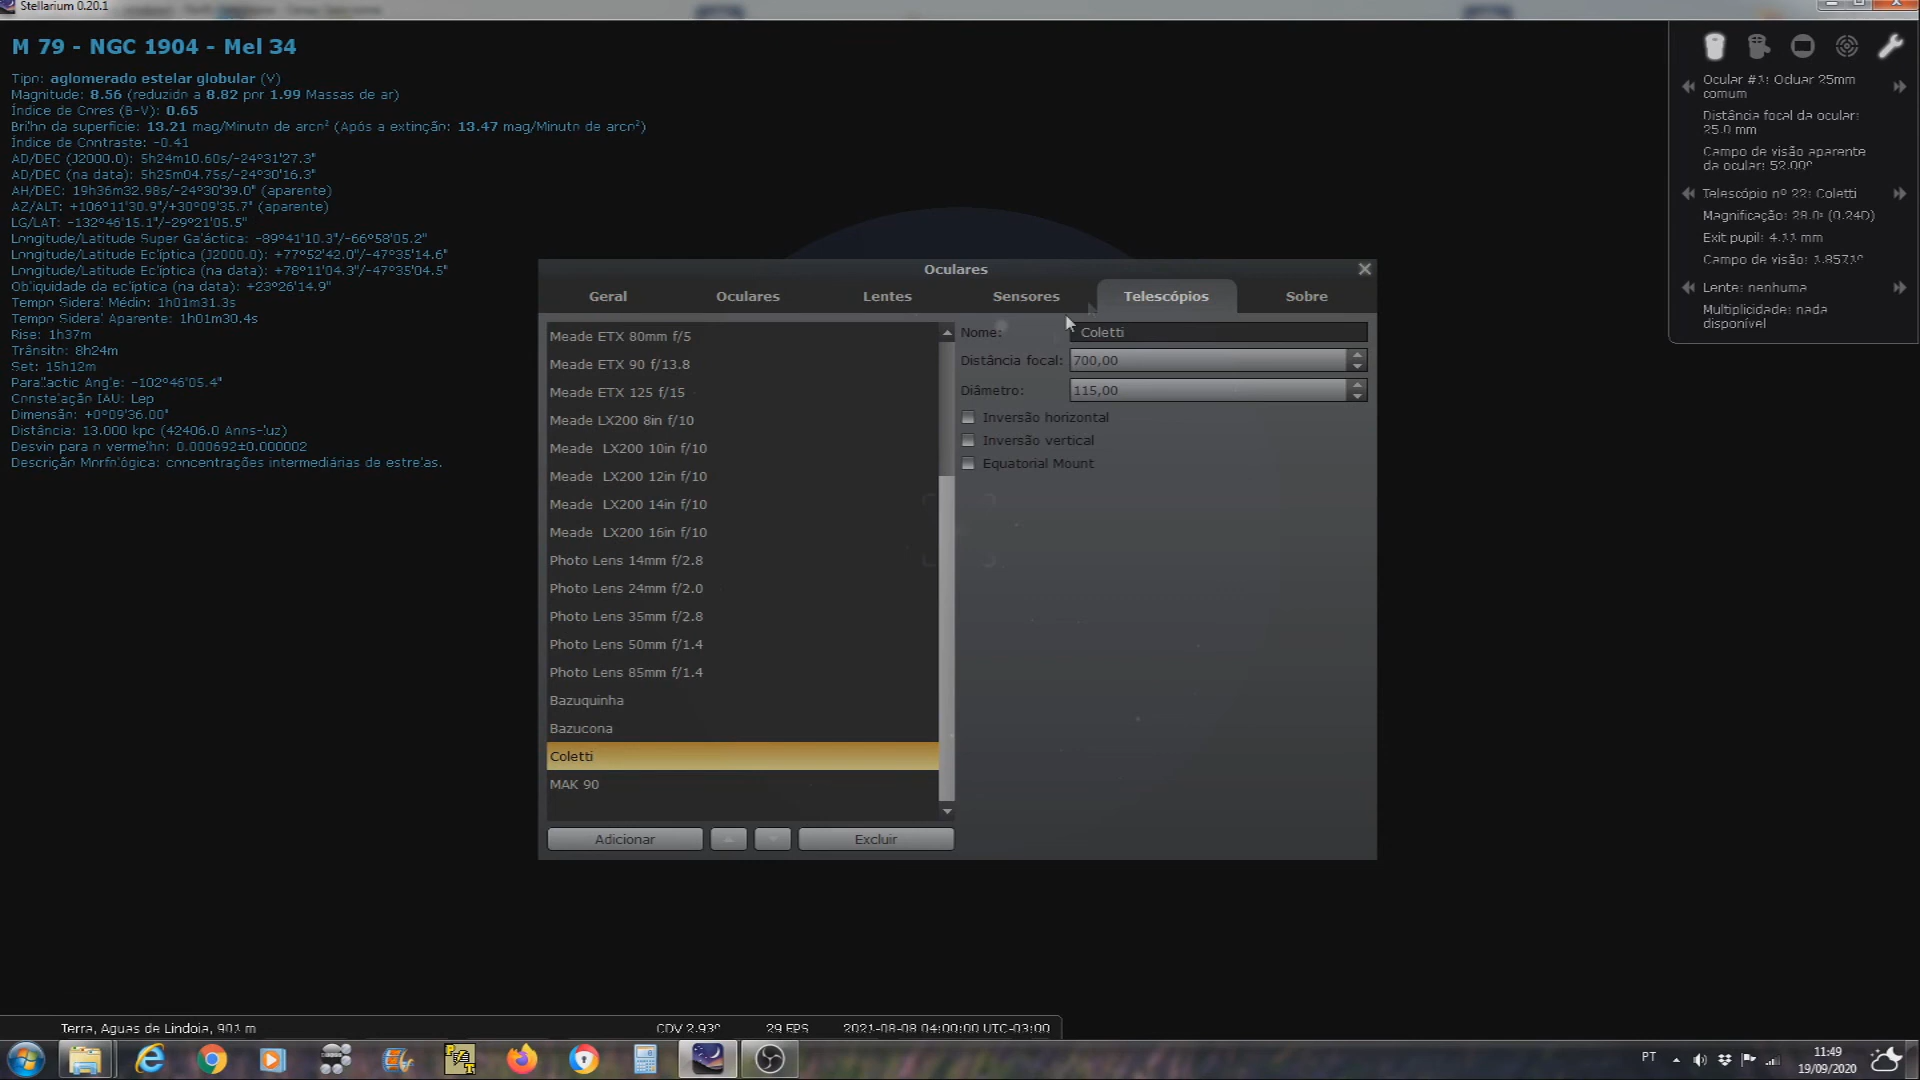 Stellarium 0.20.1
M 79 - NGC 1904 - Mel 34
Tipo: aglomerado estelar globular (V)
Magnitude: 8.56 (reduzido a 8.82 por 1.99 Massas de ar)
Índice de Cores (B-V): 0.65
Brilho da superfície: 13.21 mag/Minuto de arco² (Após a extinção: 13.47 mag/Minuto de arco²)
Índice de Contraste: -0.41
AD/DEC (J2000.0): 5h24m10.60s/-24°31'27.3"
AD/DEC (na data): 5h25m04.75s/-24°30'16.3"
AH/DEC: 19h36m32.98s/-24°30'39.0" (aparente)
AZ/ALT: +106°11'30.9"/+30°09'35.7" (aparente)
LG/LAT: -132°46'15.1"/-29°21'05.5"
Longitude/Latitude Super Galáctica: -89°41'10.3"/-66°58'05.2"
Longitude/Latitude Eclíptica (J2000.0): +77°52'42.0"/-47°35'14.6"
Longitude/Latitude Eclíptica (na data): +78°11'04.3"/-47°35'04.5"
Obliquidade da eclíptica (na data): +23°26'14.9"
Tempo Sideral Médio: 1h01m31.3s
Tempo Sideral Aparente: 1h01m30.4s
Rise: 1h37m
Trânsito: 8h24m
Set: 15h12m
Parallactic Angle: -102°46'05.4"
Constelação IAU: Lep
Dimensão: +0°09'36.00"
Distância: 13.000 kpc (42406.0 Anos-luz)
Desvio para o vermelho: 0.000692±0.000002
Descrição Morfológica: concentrações intermediárias de estrelas.
Ocular #1: Ocluar 25mm
comum
Distância focal da ocular:
25.0 mm
Campo de visão aparente
da ocular: 52.00°
Telescópio nº 22: Coletti
Magnificação: 28.0× (0.24D)
Exit pupil: 4.11 mm
Campo de visão: 1.8571°
Lente: nenhuma
Multiplicidade: nada
disponível
Oculares
Geral
Oculares
Lentes
Sensores
Telescópios
Sobre
Meade ETX 80mm f/5
Meade ETX 90 f/13.8
Meade ETX 125 f/15
Meade LX200 8in f/10
Meade  LX200 10in f/10
Meade  LX200 12in f/10
Meade  LX200 14in f/10
Meade  LX200 16in f/10
Photo Lens 14mm f/2.8
Photo Lens 24mm f/2.0
Photo Lens 35mm f/2.8
Photo Lens 50mm f/1.4
Photo Lens 85mm f/1.4
Bazuquinha
Bazucona
Coletti
MAK 90
Adicionar
Excluir
Nome: Coletti
Distância focal: 700,00
Diâmetro: 115,00
Inversão horizontal
Inversão vertical
Equatorial Mount
Terra, Aguas de Lindoia, 901 m
CDV 2.93°
29 FPS
2021-08-08 04:00:00 UTC-03:00
PT
11:49
19/09/2020